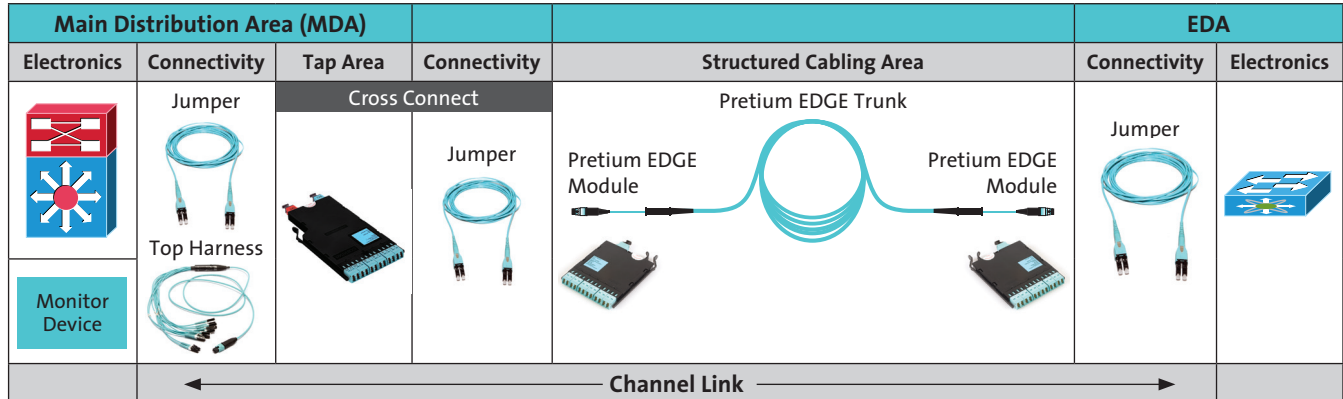 Main Distribution Area (MDA)
EDA
Electronics
Connectivity
Tap Area
Connectivity
Structured Cabling Area
Connectivity
Electronics
Jumper
Cross Connect
Pretium EDGE Trunk
Jumper
Jumper
Pretium EDGE
Module
Pretium EDGE
Module
Top Harness
Monitor
Device
Channel Link